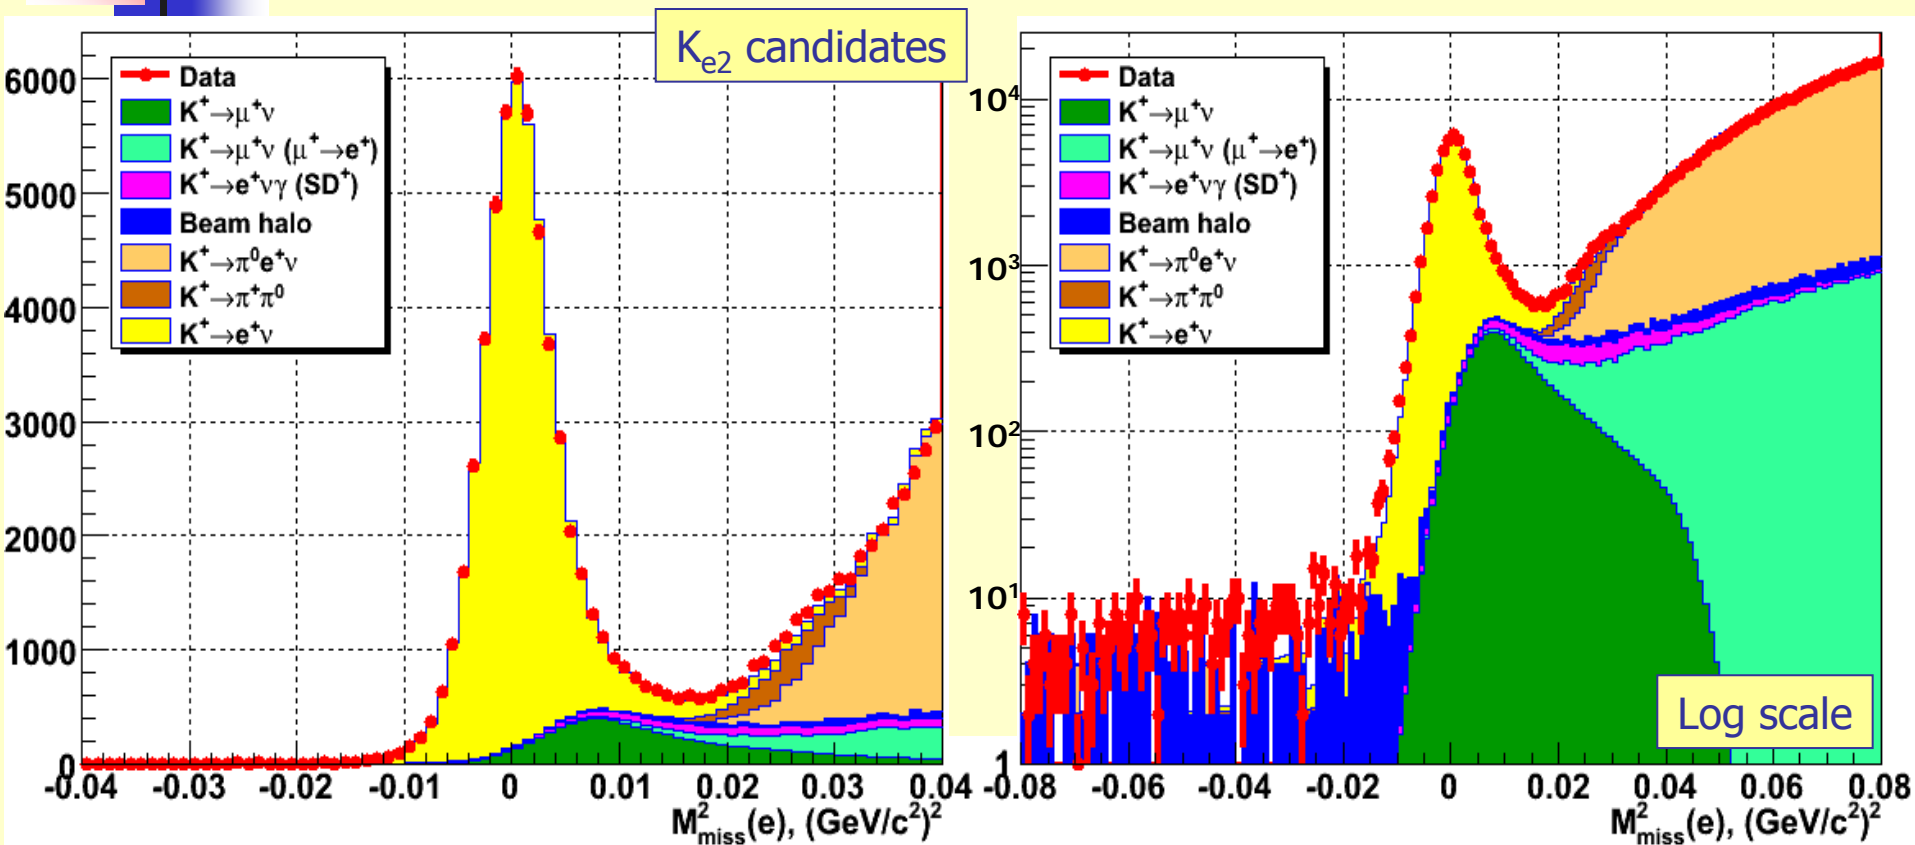 K_e2 candidates
6000
5000
4000
3000
2000
1000
0
Data
K⁺→μ⁺ν
K⁺→μ⁺ν (μ⁺→e⁺)
K⁺→e⁺νγ (SD⁺)
Beam halo
K⁺→π⁰e⁺ν
K⁺→π⁺π⁰
K⁺→e⁺ν
-0.04 -0.03 -0.02 -0.01 0 0.01 0.02 0.03 0.04
M²_miss(e), (GeV/c²)²
10⁴
10³
10²
10¹
1
Data
K⁺→μ⁺ν
K⁺→μ⁺ν (μ⁺→e⁺)
K⁺→e⁺νγ (SD⁺)
Beam halo
K⁺→π⁰e⁺ν
K⁺→π⁺π⁰
K⁺→e⁺ν
Log scale
-0.08 -0.06 -0.04 -0.02 0 0.02 0.04 0.06 0.08
M²_miss(e), (GeV/c²)²